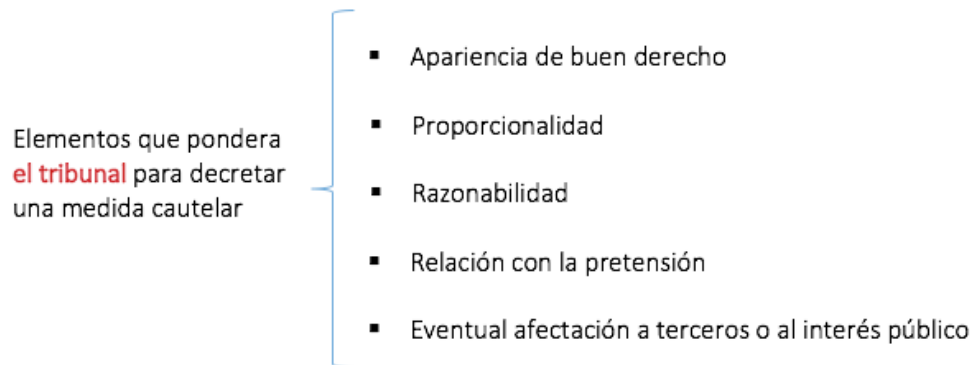 Elementos que pondera
el tribunal para decretar
una medida cautelar
▪ Apariencia de buen derecho
▪ Proporcionalidad
▪ Razonabilidad
▪ Relación con la pretensión
▪ Eventual afectación a terceros o al interés público